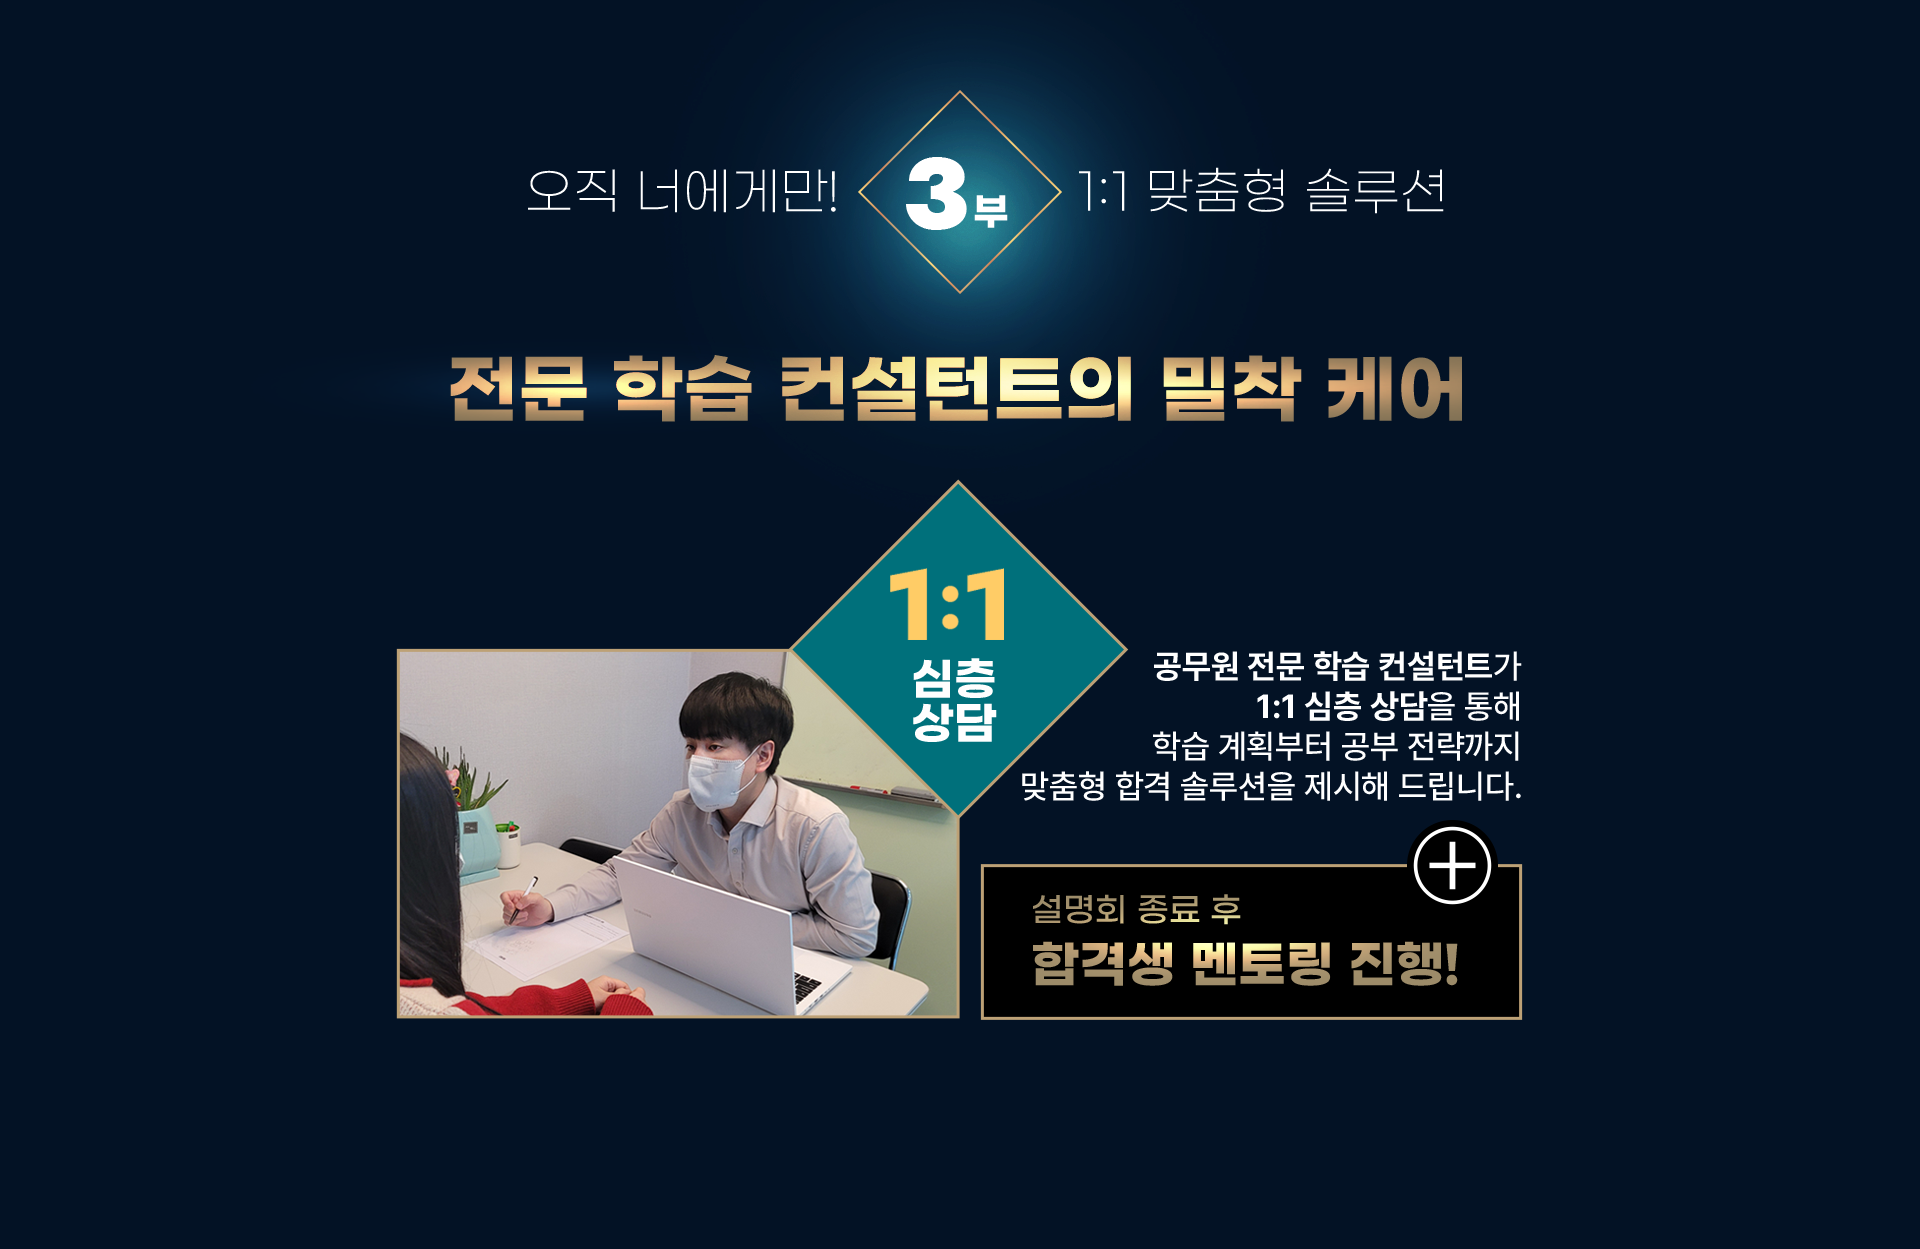 오직 너에게만!
3부
1:1 맞춤형 솔루션
전문 학습 컨설턴트의 밀착 케어
1:1
심층
상담
공무원 전문 학습 컨설턴트가
1:1 심층 상담을 통해
학습 계획부터 공부 전략까지
맞춤형 합격 솔루션을 제시해 드립니다.
설명회 종료 후
합격생 멘토링 진행!